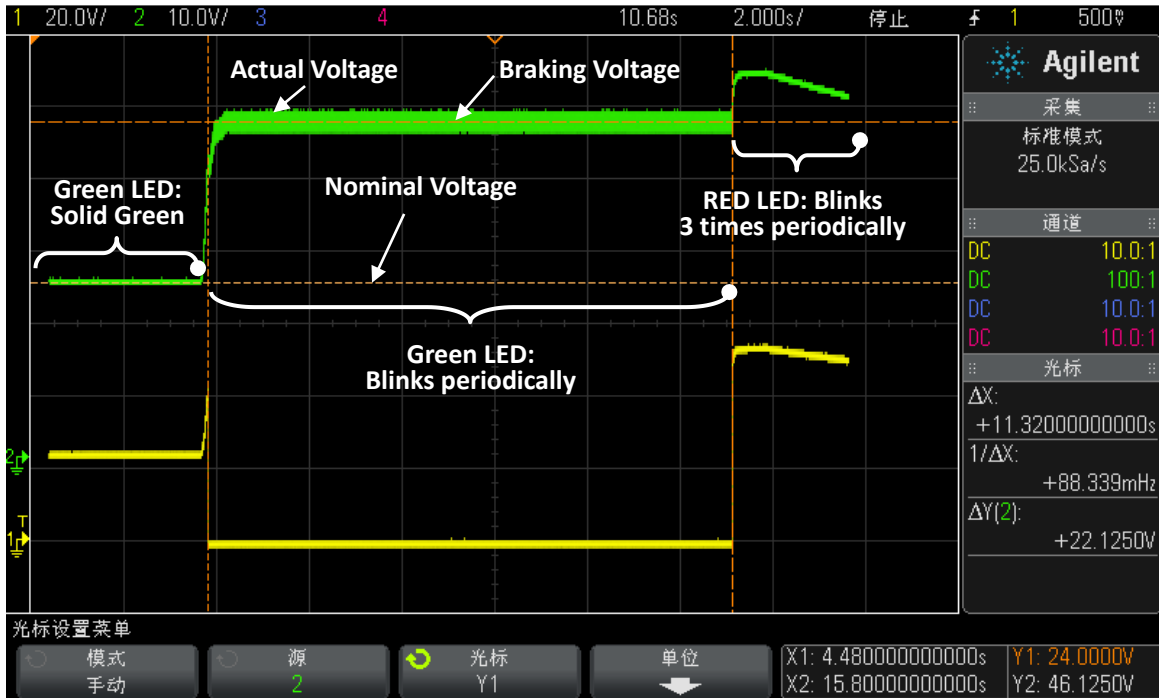 1 20.0V/ 2 10.0V/ 3 4 10.68s 2.000s/ 停止 1 500mV
Agilent
采集
标准模式
25.0kSa/s
通道
DC 10.0:1
DC 100:1
DC 10.0:1
DC 10.0:1
光标
ΔX:
+11.32000000000s
1/ΔX:
+88.339mHz
ΔY(2):
+22.1250V
Actual Voltage
Braking Voltage
Green LED:
Solid Green
Nominal Voltage
RED LED: Blinks
3 times periodically
Green LED:
Blinks periodically
2
T
1
光标设置菜单
模式
手动
源
2
光标
Y1
单位
X1: 4.480000000000s
X2: 15.8000000000000s
Y1: 24.0000V
Y2: 46.1250V